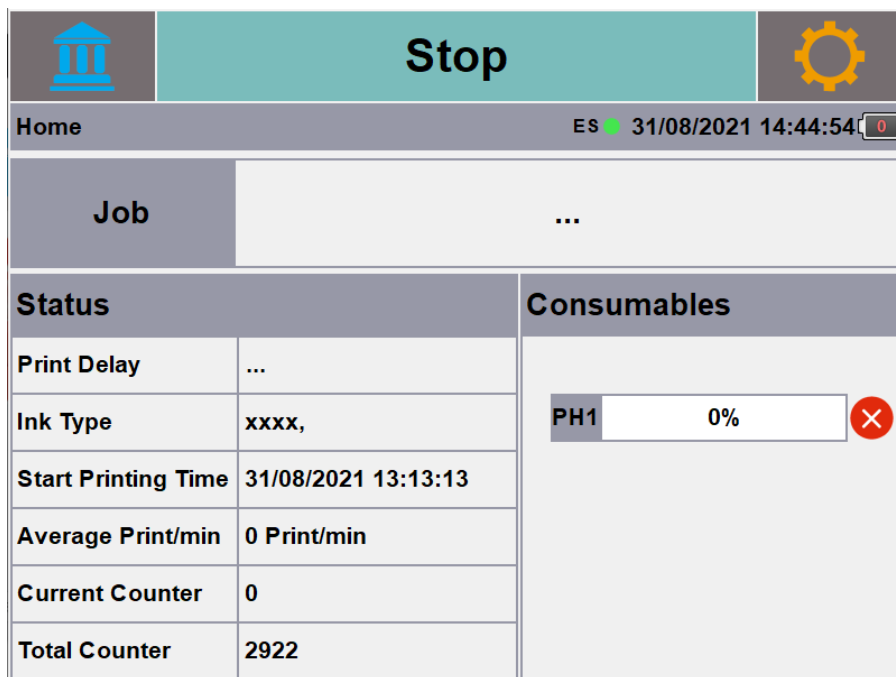 Stop
Home ES 31/08/2021 14:44:54 0
Job ...
Status
Print Delay ...
Ink Type xxxx,
Start Printing Time 31/08/2021 13:13:13
Average Print/min 0 Print/min
Current Counter 0
Total Counter 2922
Consumables
PH1 0%